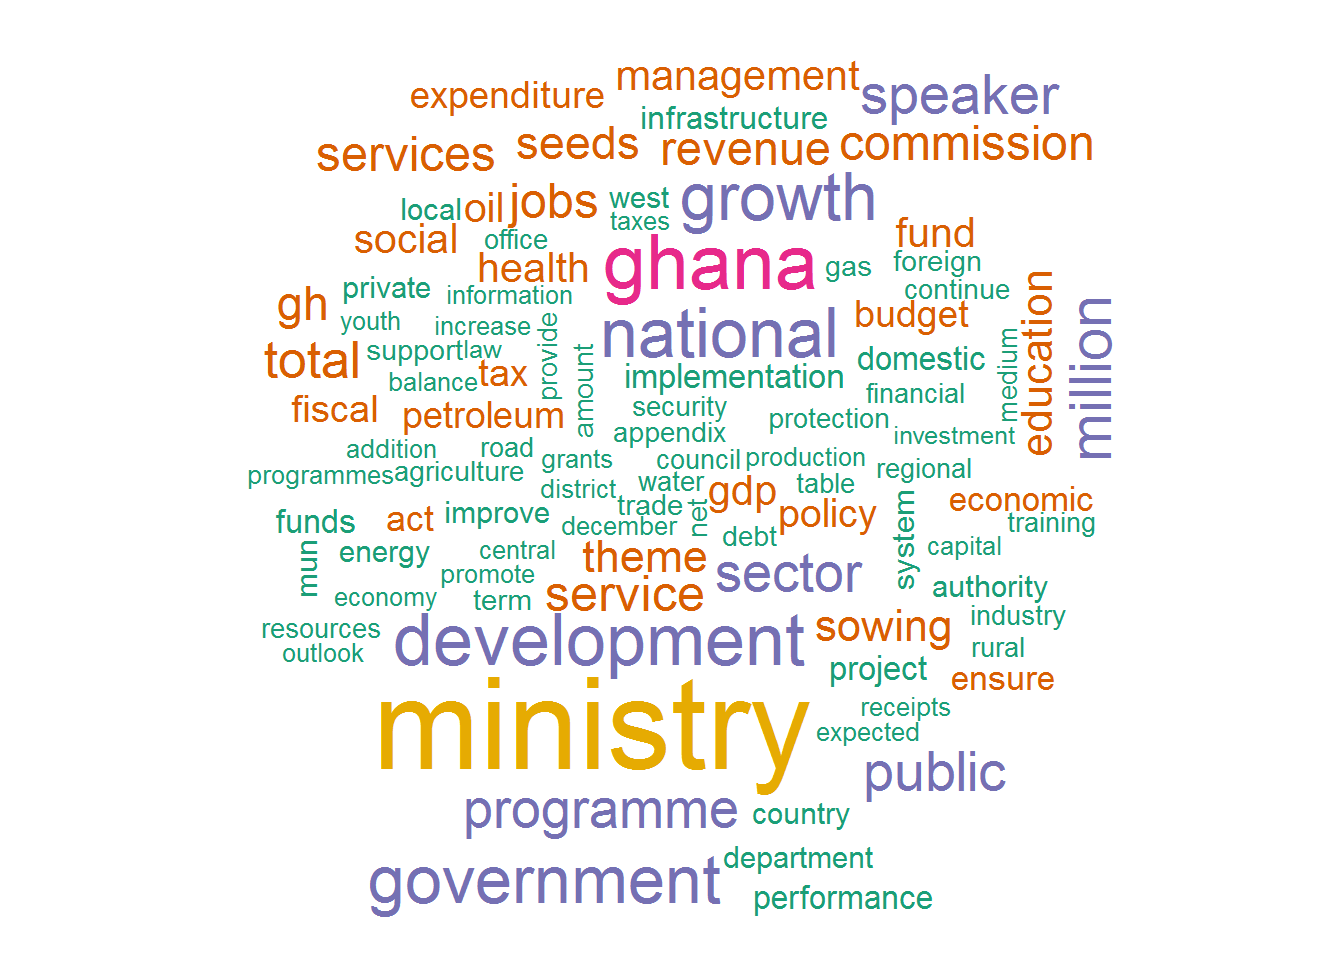 management
expenditure
speaker
infrastructure
services
seeds
revenue
commission
local
oil
jobs
west
growth
taxes
social
office
fund
health
ghana
gas
foreign
private
information
continue
gh
youth
increase
provide
national
budget
education
million
total
support
law
balance
tax
amount
implementation
domestic
medium
fiscal
petroleum
security
financial
protection
appendix
investment
addition
road
grants
council
production
regional
programmes
agriculture
district
water
gdp
table
economic
funds
act
improve
trade
net
policy
system
training
december
debt
capital
mun
energy
central
theme
sector
promote
authority
economy
term
service
industry
resources
development
sowing
outlook
rural
project
ensure
ministry
receipts
expected
public
programme
country
government
department
performance